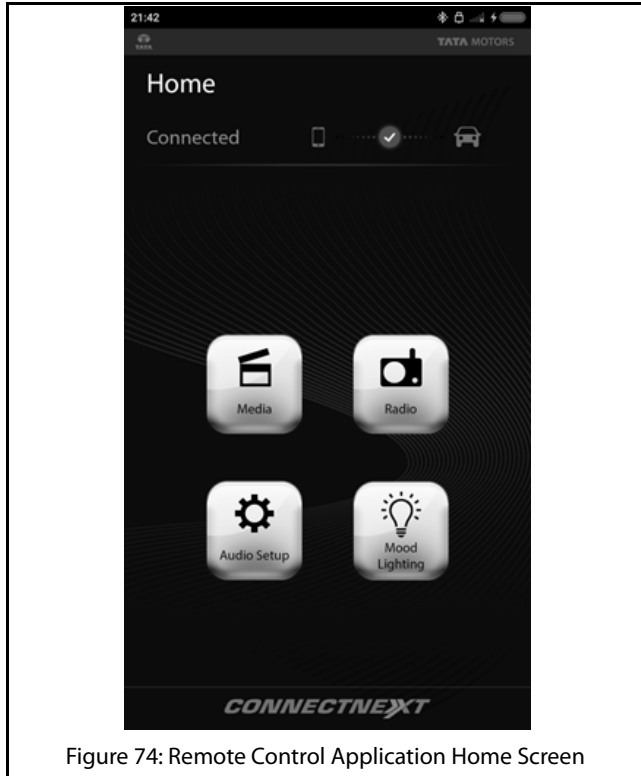 21:42
TATA
TATA MOTORS
Home
Connected
Media
Radio
Audio Setup
Mood
Lighting
CONNECTNEXT
Figure 74: Remote Control Application Home Screen